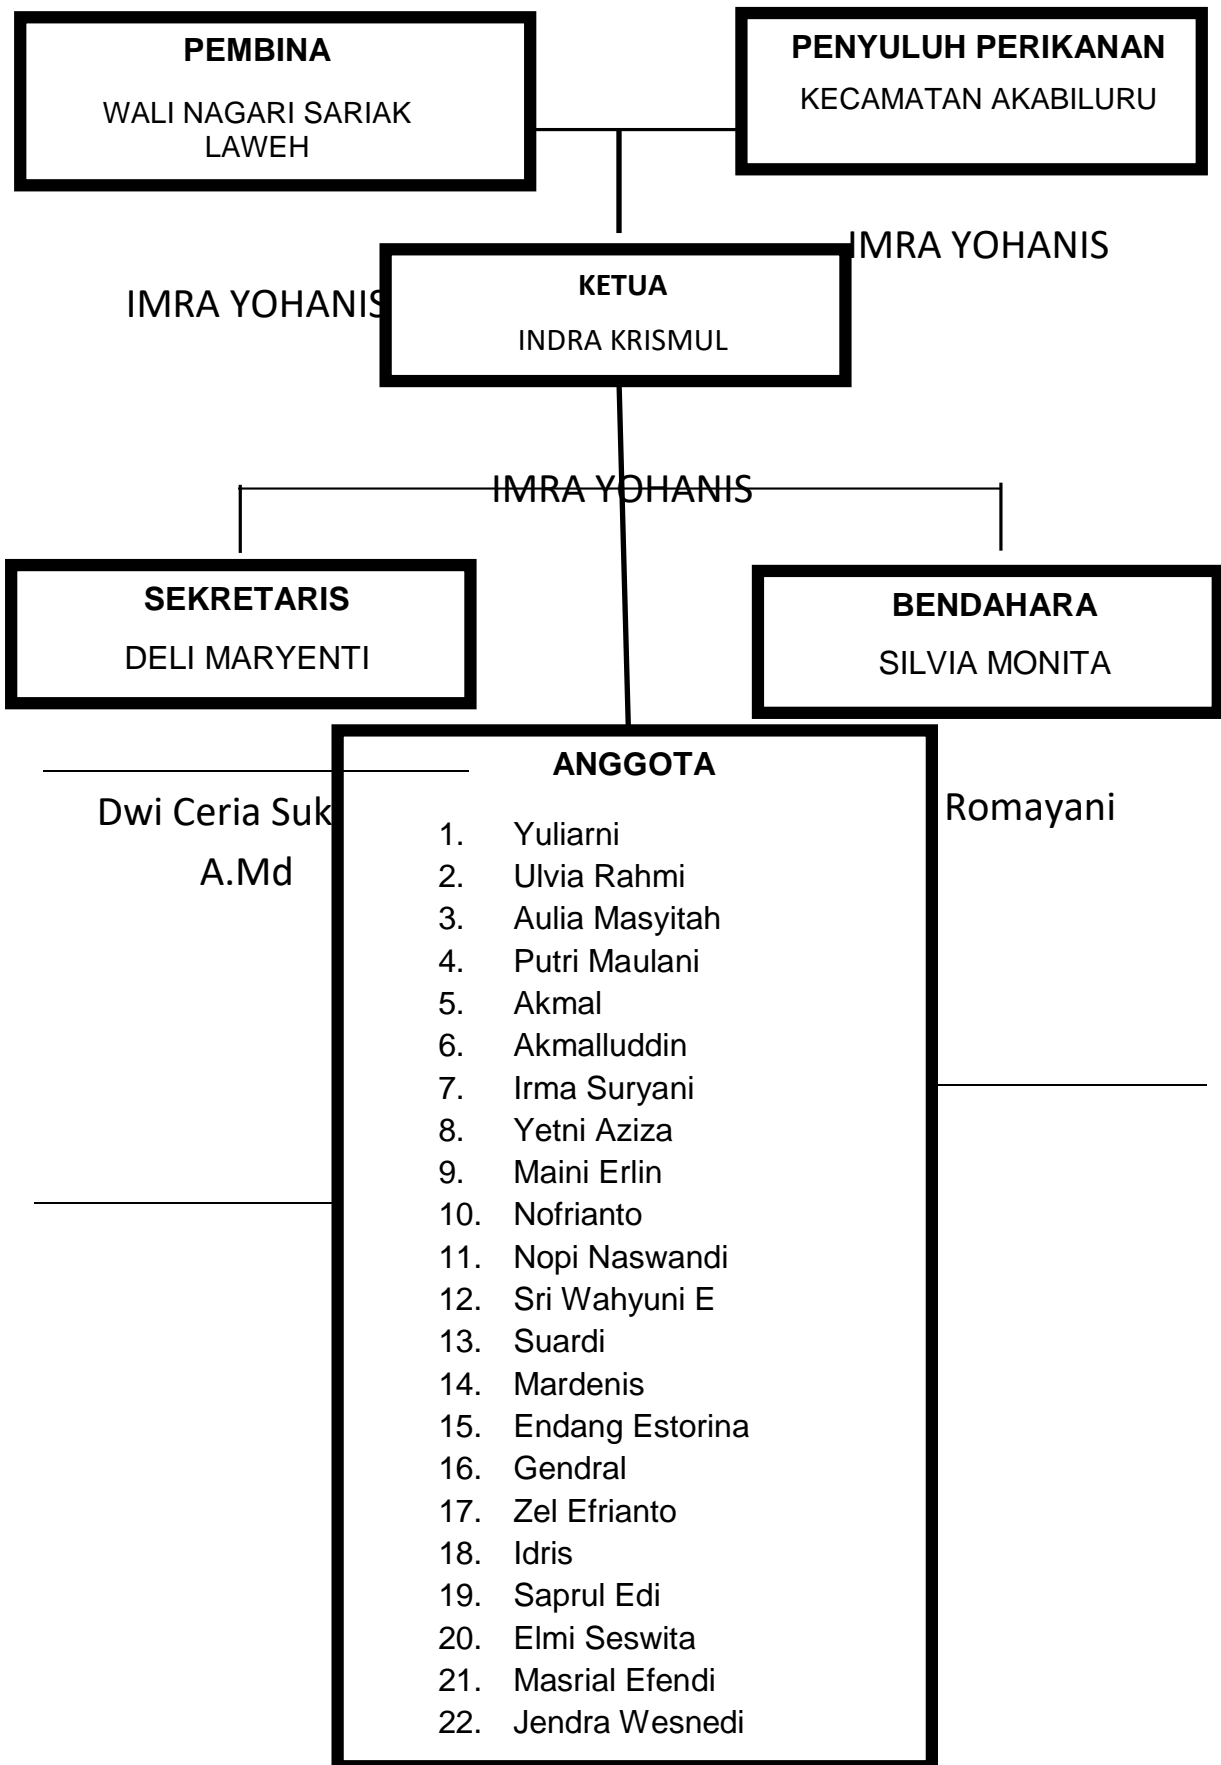 PEMBINA
WALI NAGARI SARIAK
LAWEH
PENYULUH PERIKANAN
KECAMATAN AKABILURU
IMRA YOHANIS
IMRA YOHANIS
KETUA
INDRA KRISMUL
IMRA YOHANIS
SEKRETARIS
DELI MARYENTI
BENDAHARA
SILVIA MONITA
Dwi Ceria Suk
A.Md
Romayani
ANGGOTA
1. Yuliarni
2. Ulvia Rahmi
3. Aulia Masyitah
4. Putri Maulani
5. Akmal
6. Akmalluddin
7. Irma Suryani
8. Yetni Aziza
9. Maini Erlin
10. Nofrianto
11. Nopi Naswandi
12. Sri Wahyuni E
13. Suardi
14. Mardenis
15. Endang Estorina
16. Gendral
17. Zel Efrianto
18. Idris
19. Saprul Edi
20. Elmi Seswita
21. Masrial Efendi
22. Jendra Wesnedi